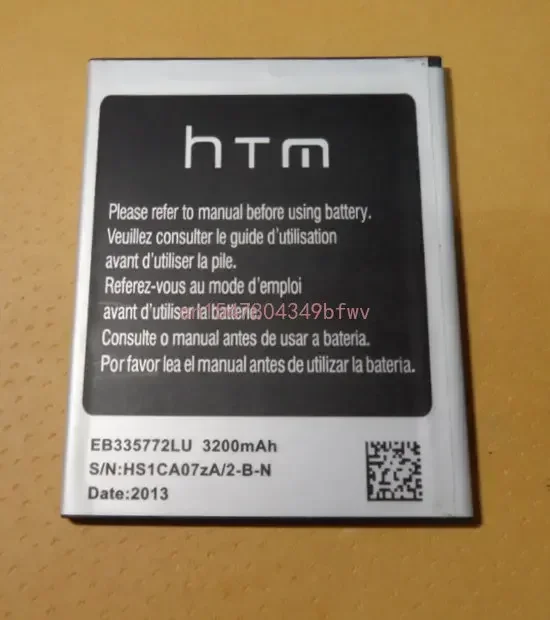 hTm
Please refer to manual before using battery.
Veuillez consulter le guide d'utilisation
avant d'utiliser la pile.
Referez-vous au mode d'emploi
avant d'utiliser la batterie.
Consulte o manual antes de usar a bateria.
Por favor lea el manual antes de utilizar la bateria.
EB335772LU 3200mAh
S/N:HS1CA07zA/2-B-N
Date:2013